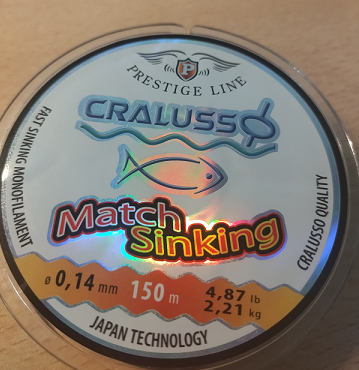 P
PRESTIGE LINE
CRALUSSO
FAST SINKING MONOFILAMENT
CRALUSSO QUALITY
Match
Sinking
ø 0,14 mm
150 m
4,87 lb
2,21 kg
JAPAN TECHNOLOGY